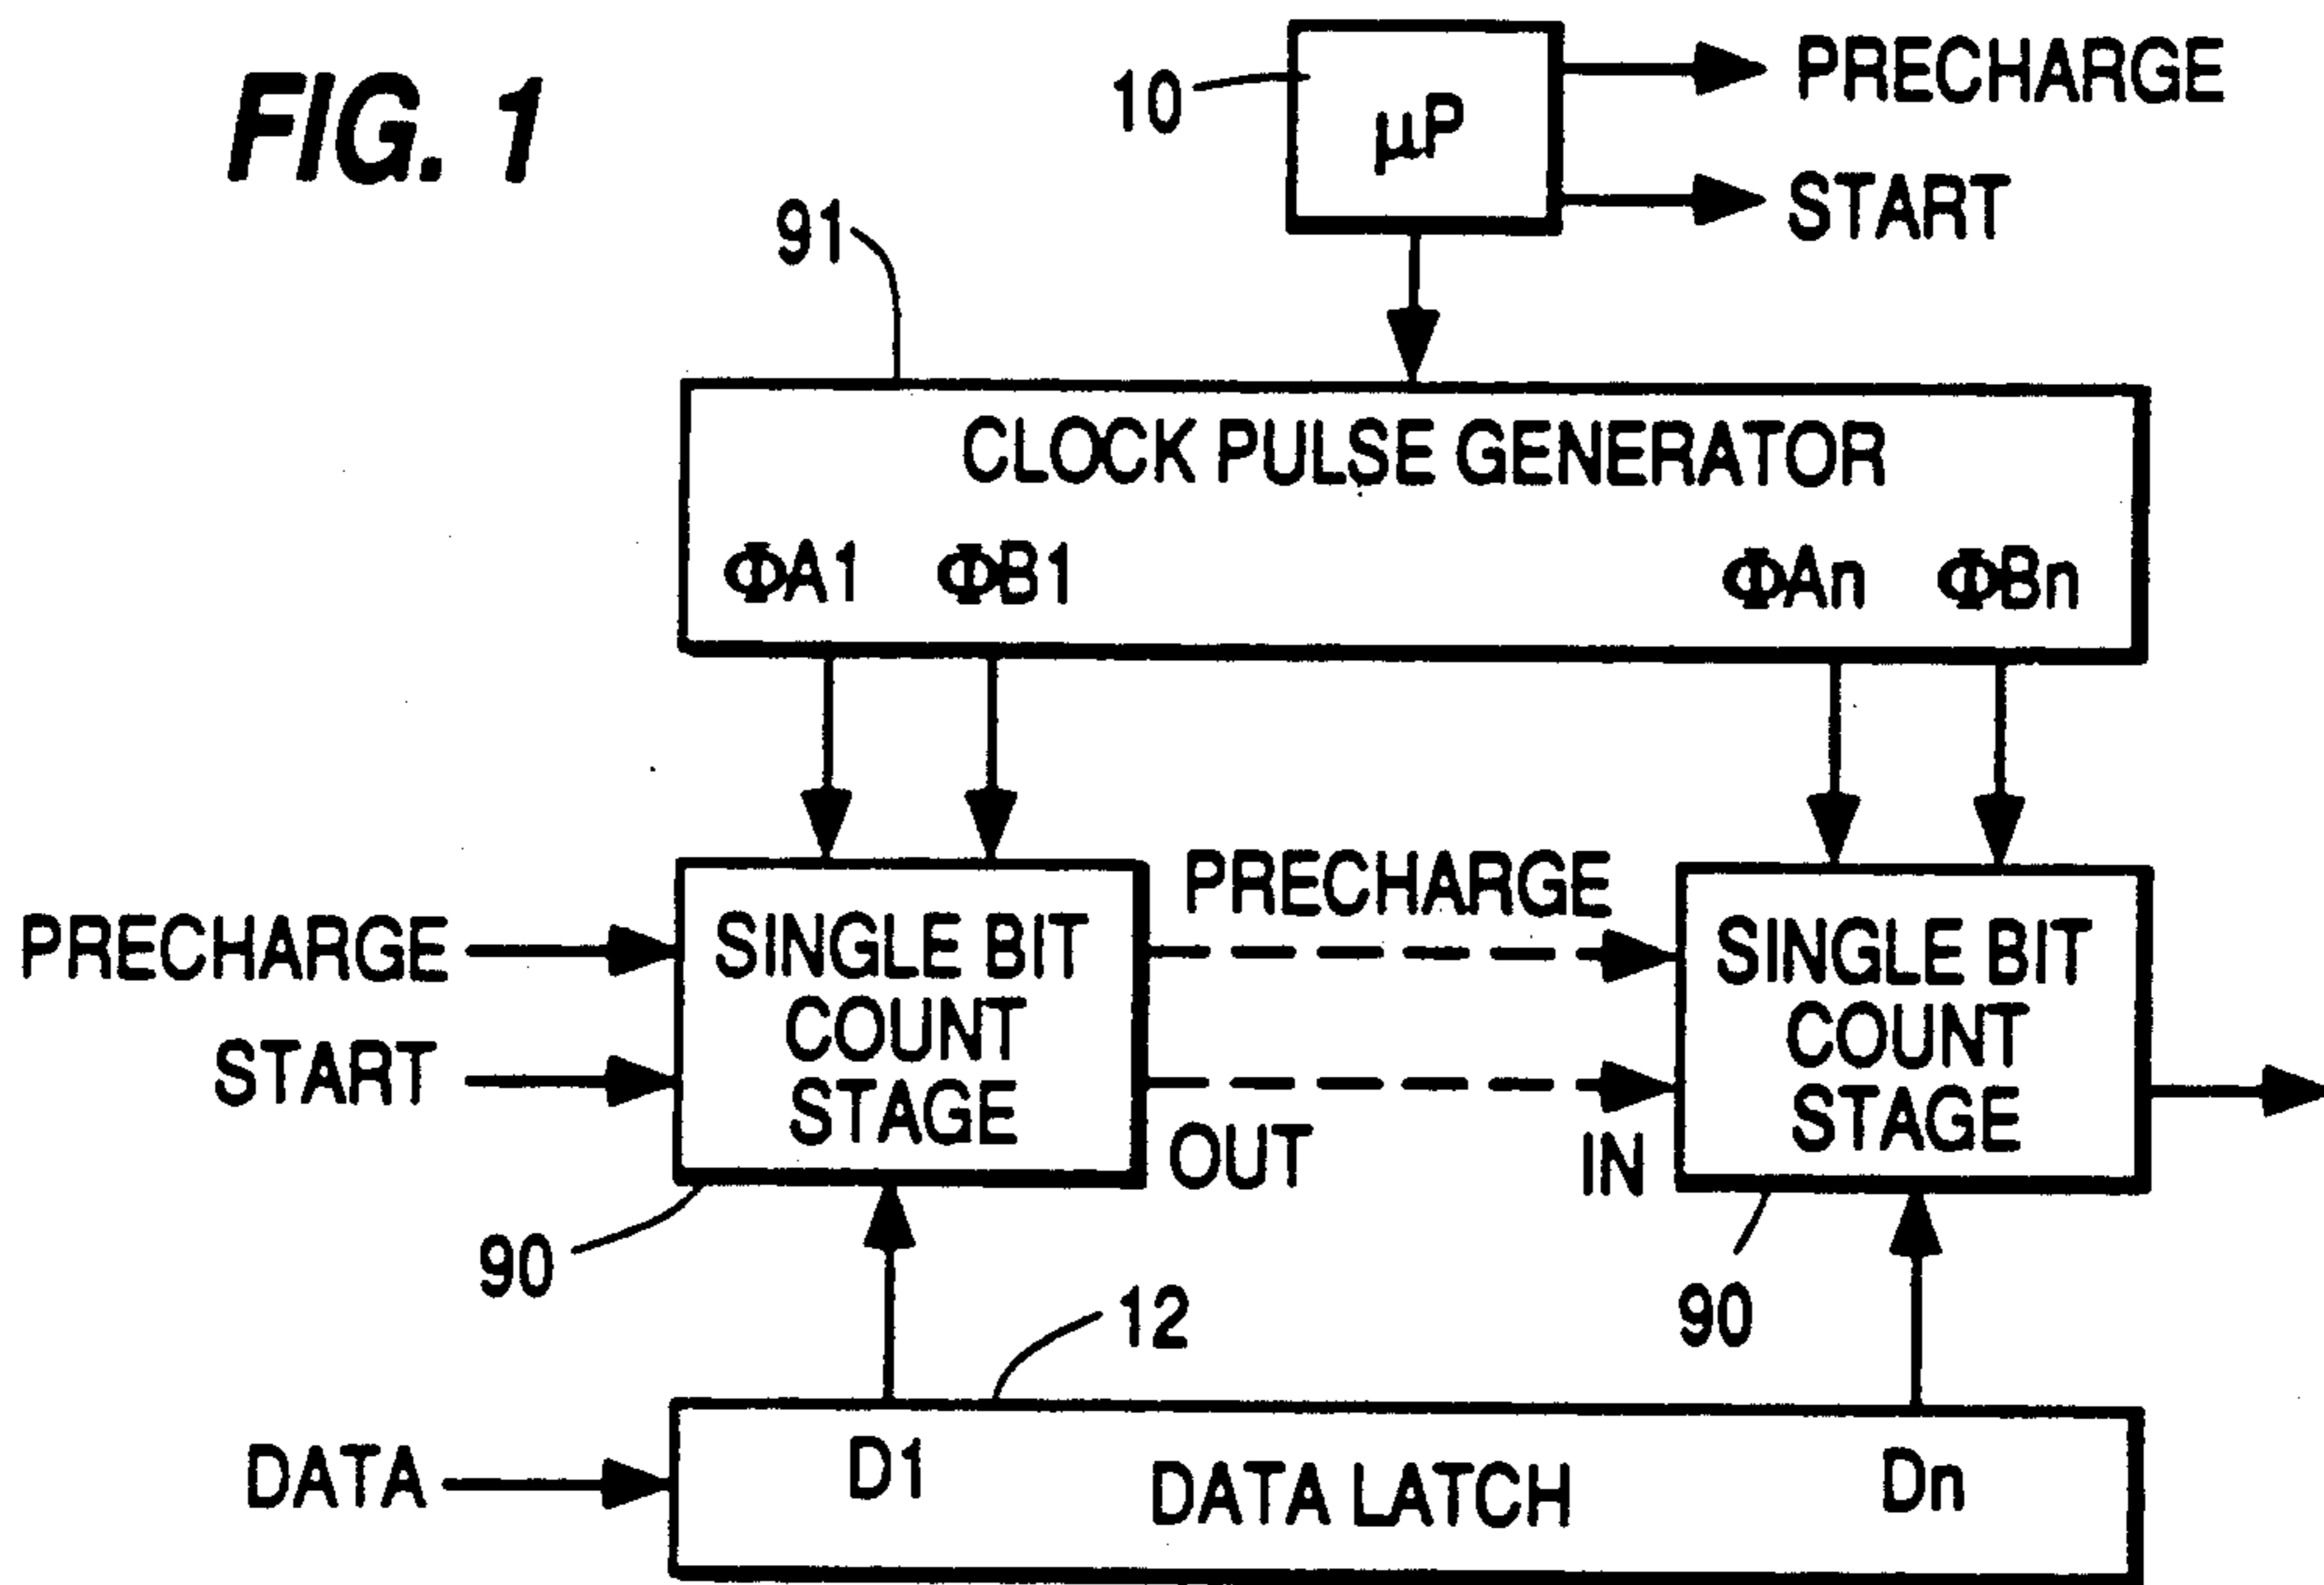 FIG. 1
10
µP
PRECHARGE
START
91
CLOCK PULSE GENERATOR
ΦA1 ΦB1 ΦAn ΦBn
PRECHARGE
START
SINGLE BIT
COUNT
STAGE
PRECHARGE
OUT
IN
SINGLE BIT
COUNT
STAGE
90
90
12
DATA
D1
DATA LATCH
Dn